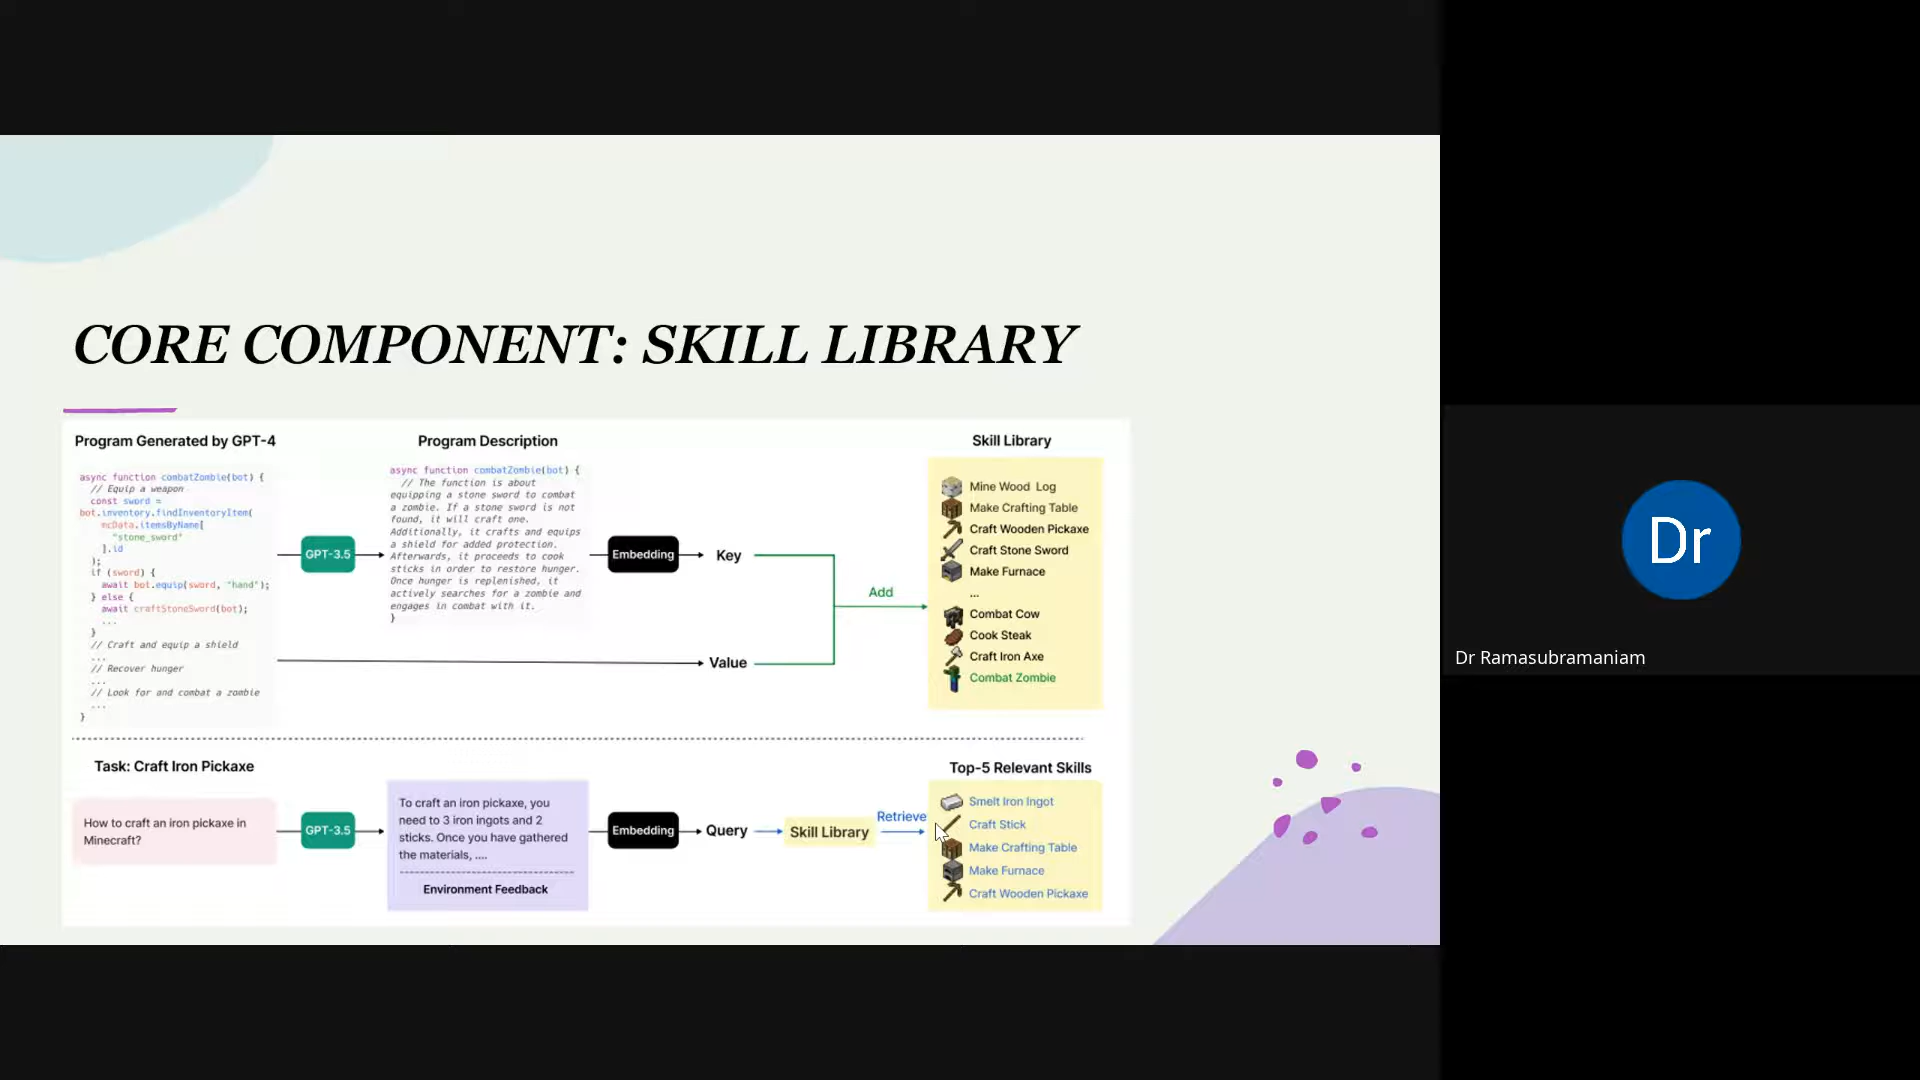 CORE COMPONENT: SKILL LIBRARY
Program Generated by GPT-4
async function combatZombie(bot) {
// Equip a weapon
const sword =
bot.inventory.findInventoryItem(
mcData.itemsByName[
"stone_sword"
].id
);
if (sword) {
await bot.equip(sword, "hand");
} else {
await craftStoneSword(bot);
...
}
// Craft and equip a shield
...
// Recover hunger
...
// Look for and combat a zombie
...
}
GPT-3.5
Program Description
async function combatZombie(bot) {
// The function is about
equipping a stone sword to combat
a zombie. If a stone sword is not
found, it will craft one.
Additionally, it crafts and equips
a shield for added protection.
Afterwards, it proceeds to cook
sticks in order to restore hunger.
Once hunger is replenished, it
actively searches for a zombie and
engages in combat with it.
}
Embedding
Key
Value
Add
Skill Library
Mine Wood Log
Make Crafting Table
Craft Wooden Pickaxe
Craft Stone Sword
Make Furnace
...
Combat Cow
Cook Steak
Craft Iron Axe
Combat Zombie
Task: Craft Iron Pickaxe
How to craft an iron pickaxe in
Minecraft?
GPT-3.5
To craft an iron pickaxe, you
need to 3 iron ingots and 2
sticks. Once you have gathered
the materials, ....
Environment Feedback
Embedding
Query
Skill Library
Retrieve
Top-5 Relevant Skills
Smelt Iron Ingot
Craft Stick
Make Crafting Table
Make Furnace
Craft Wooden Pickaxe
Dr
Dr Ramasubramaniam